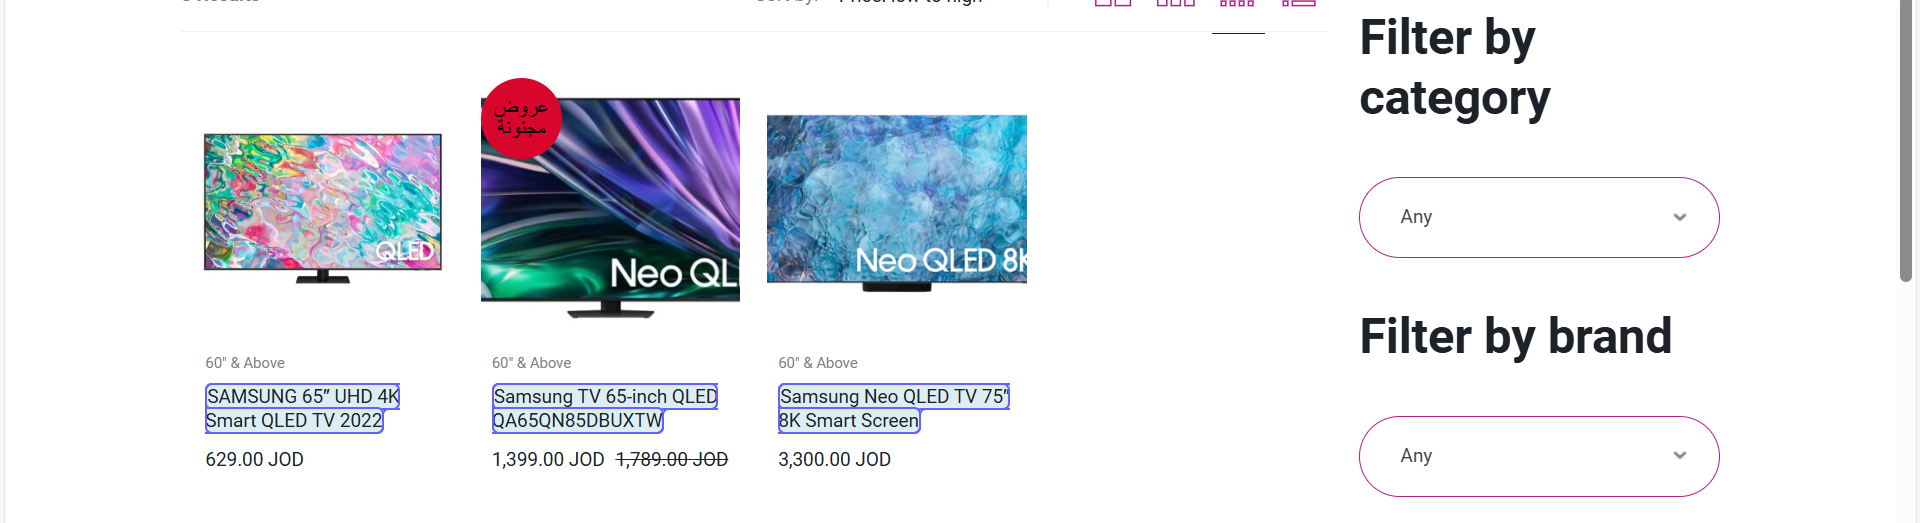 Filter by
category
عروض
مجنونة
QLED
Neo QL
Neo QLED 8K
Any
60" & Above
60" & Above
60" & Above
Filter by brand
SAMSUNG 65” UHD 4K
Smart QLED TV 2022
Samsung TV 65-inch QLED
QA65QN85DBUXTW
Samsung Neo QLED TV 75”
8K Smart Screen
629.00 JOD
1,399.00 JOD 1,789.00 JOD
3,300.00 JOD
Any